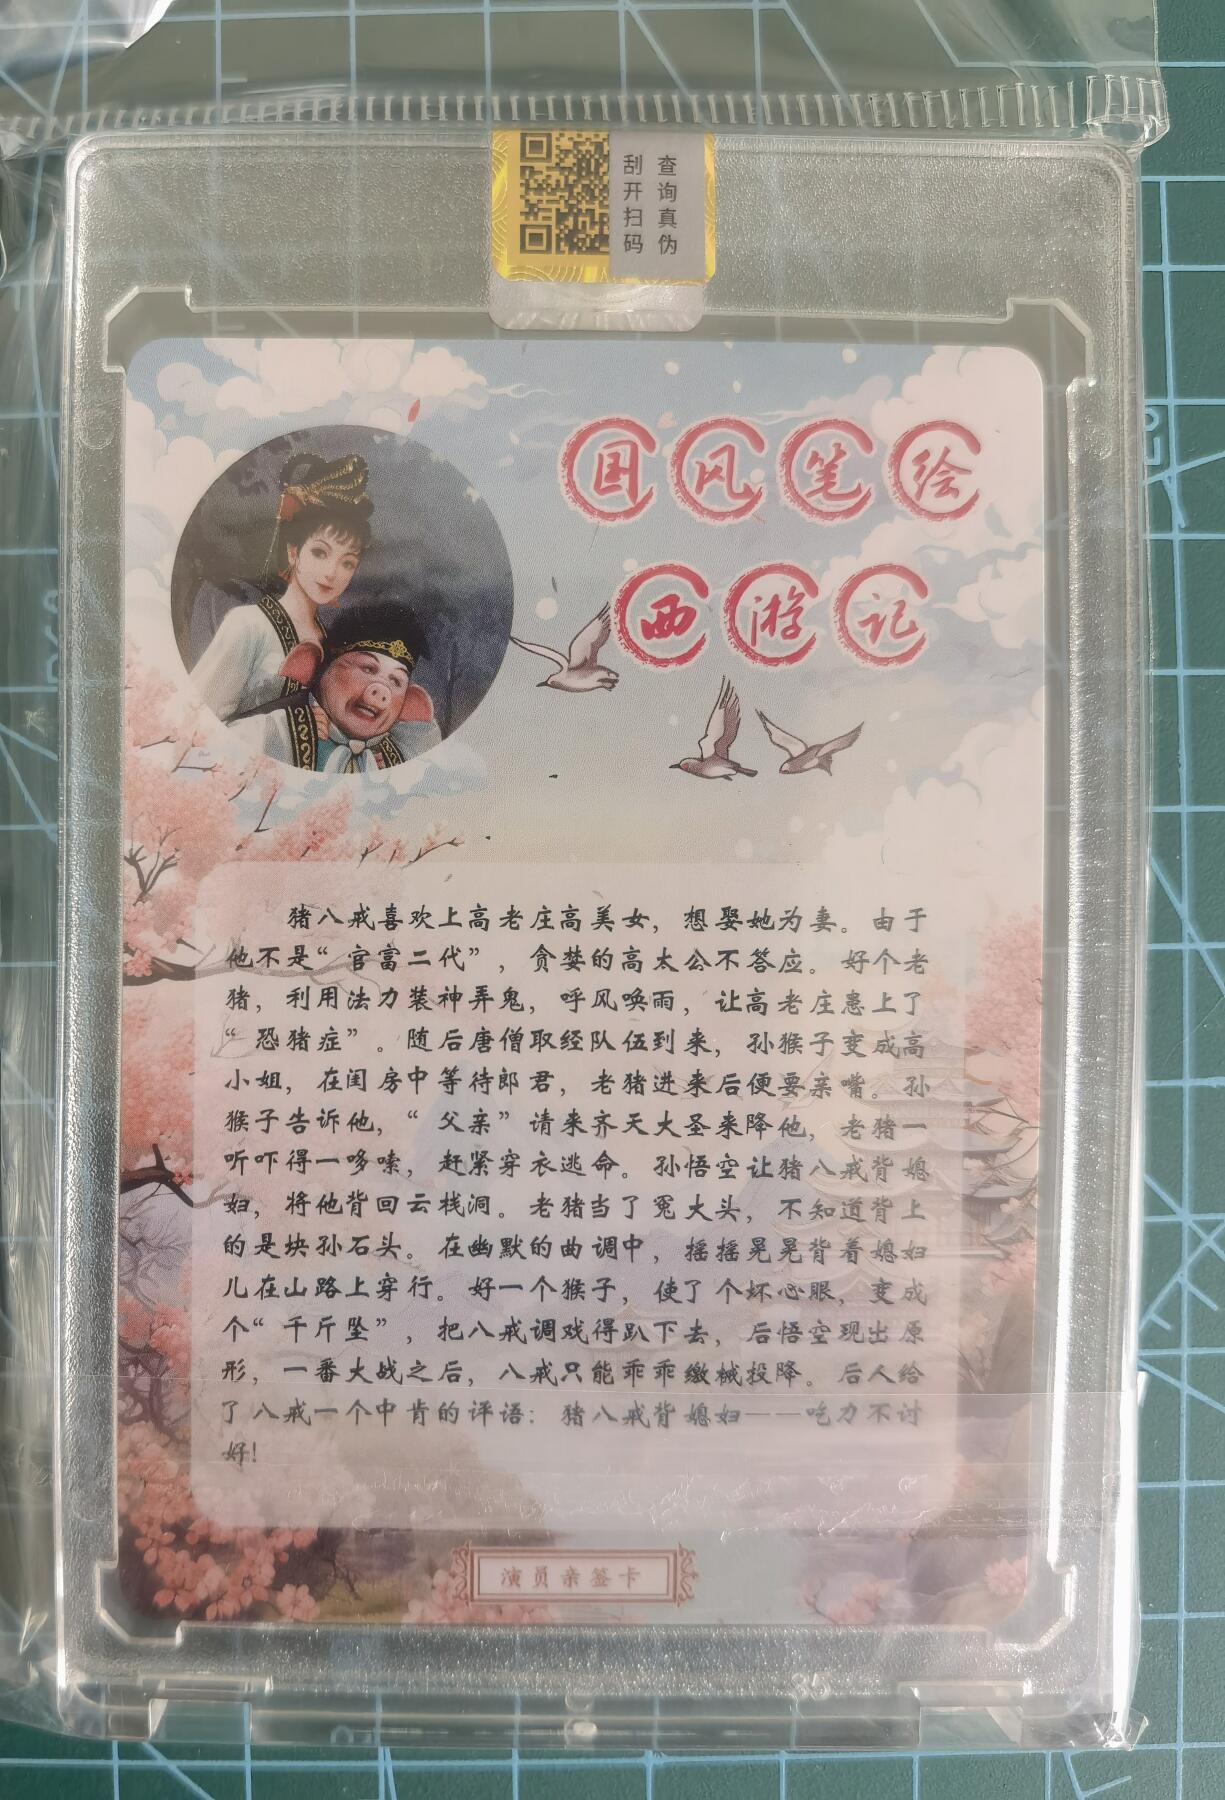 查询真伪
刮开扫码
国风笔绘
西游记
猪八戒喜欢上高老庄高美女，想娶她为妻。由于
他不是“官富二代”，贪婪的高太公不答应。好个老
猪，利用法力装神弄鬼，呼风唤雨，让高老庄患上了
“恐猪症”。随后唐僧取经队伍到来，孙猴子变成高
小姐，在闺房中等待郎君，老猪进来后便要亲嘴。孙
猴子告诉他，“父亲”请来齐天大圣来降他，老猪一
听吓得一哆嗦，赶紧穿衣逃命。孙悟空让猪八戒背媳
妇，将他背回云栈洞。老猪当了冤大头，不知道背上
的是块孙石头。在幽默的曲调中，摇摇晃晃背着媳妇
儿在山路上穿行。好一个猴子，使了个坏心眼，变成
个“千斤坠”，把八戒调戏得趴下去，后悟空现出原
形，一番大战之后，八戒只能乖乖缴械投降。后人给
了八戒一个中肯的评语：猪八戒背媳妇——吃力不讨
好！
演员亲签卡